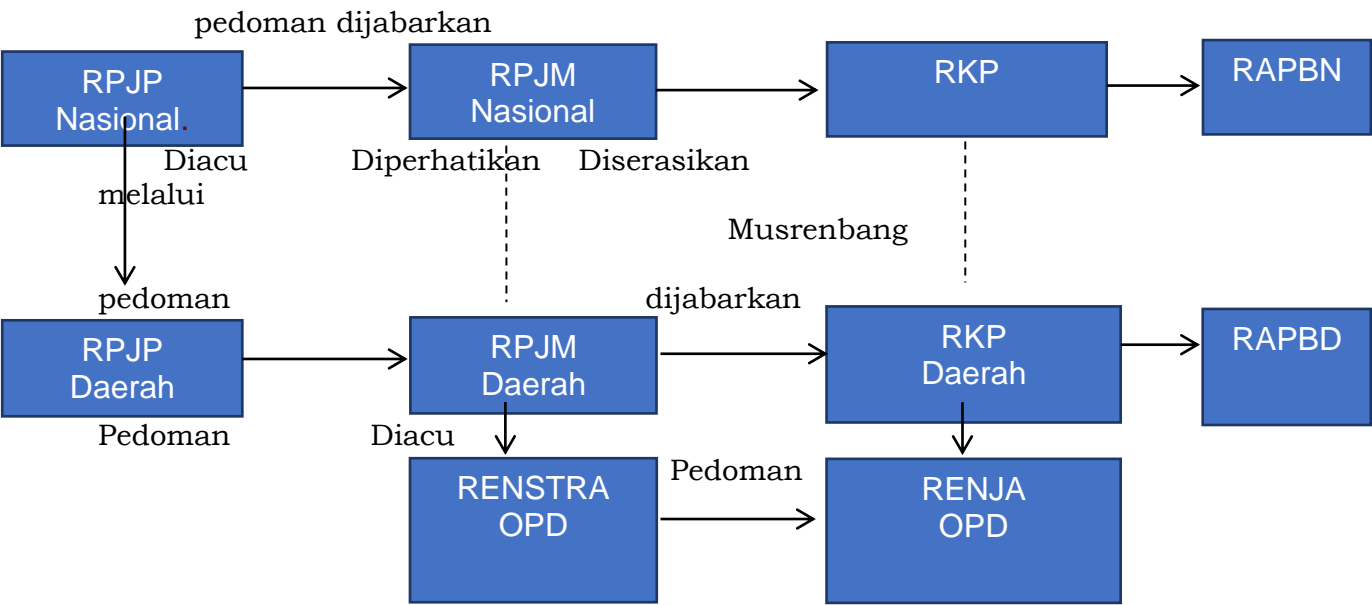 pedoman dijabarkan
RPJP
Nasional.
RPJM
Nasional
RKP
RAPBN
Diacu Diperhatikan Diserasikan
melalui
Musrenbang
pedoman dijabarkan
RPJP
Daerah
RPJM
Daerah
RKP
Daerah
RAPBD
Pedoman Diacu
Pedoman
RENSTRA
OPD
RENJA
OPD